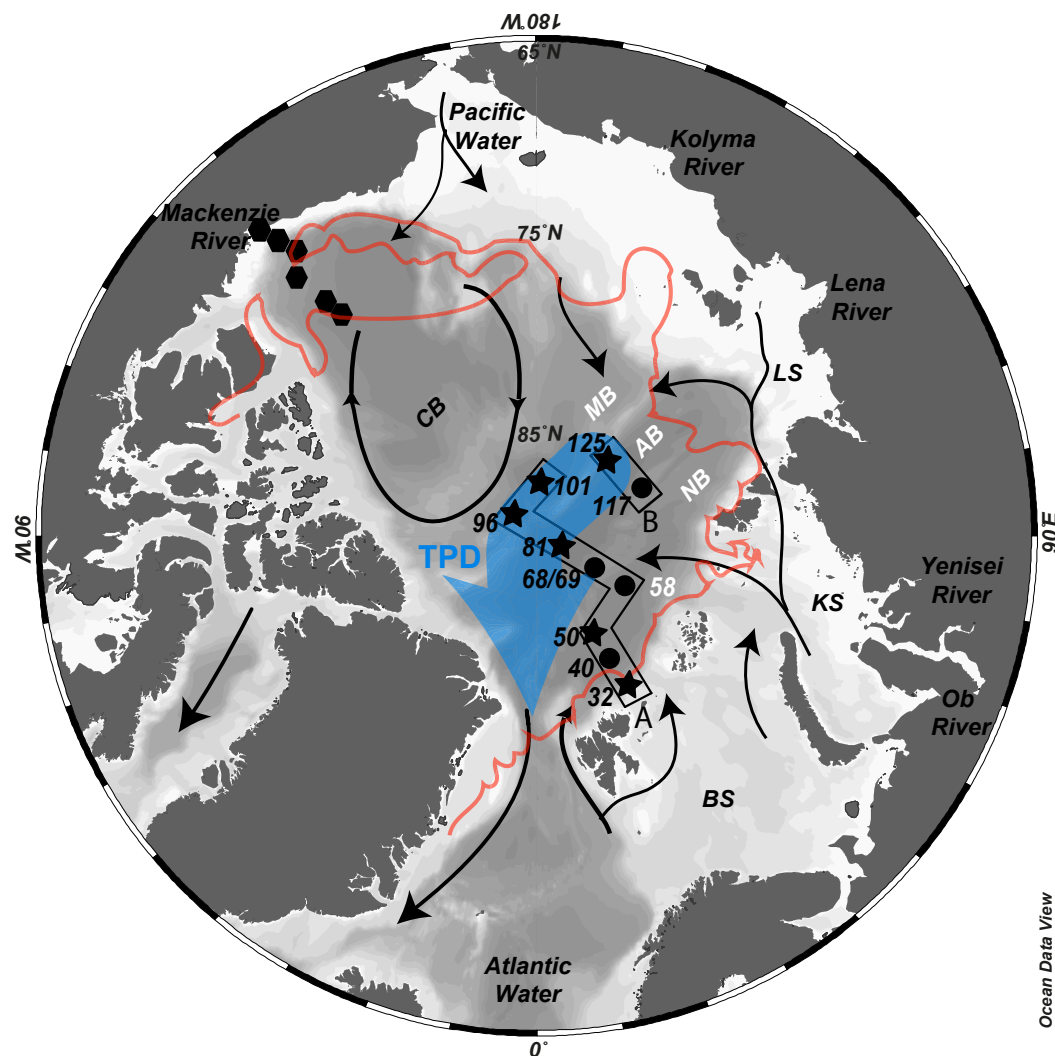 180°W
65°N
Pacific
Water
Kolyma
River
Mackenzie
River
75°N
Lena
River
LS
CB
MB
85°N
125
AB
NB
101
117
B
96
81
TPD
68/69
58
90°W
90°E
Yenisei
River
KS
50
40
32
A
Ob
River
BS
Atlantic
Water
0°
Ocean Data View